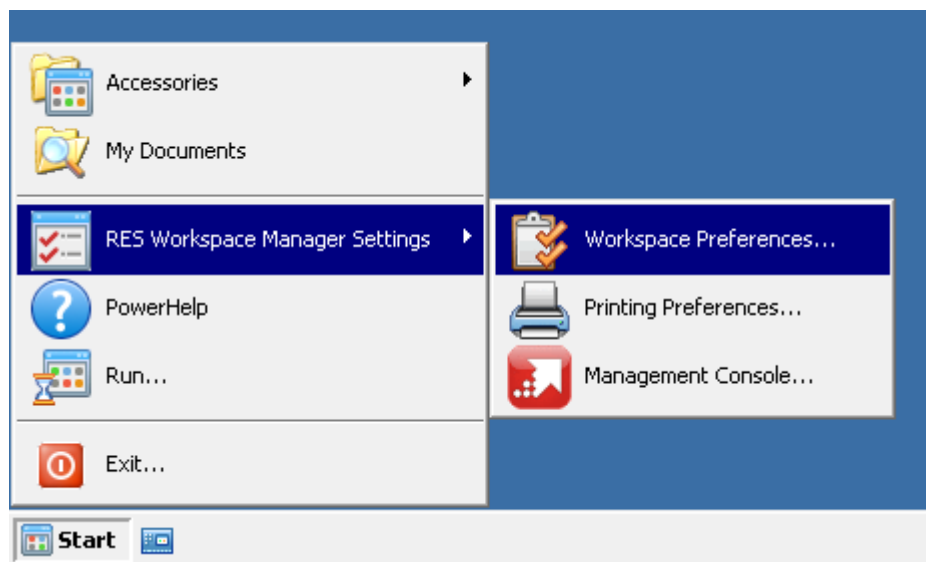 Accessories
My Documents
RES Workspace Manager Settings
Workspace Preferences...
PowerHelp
Printing Preferences...
Run...
Management Console...
Exit...
Start